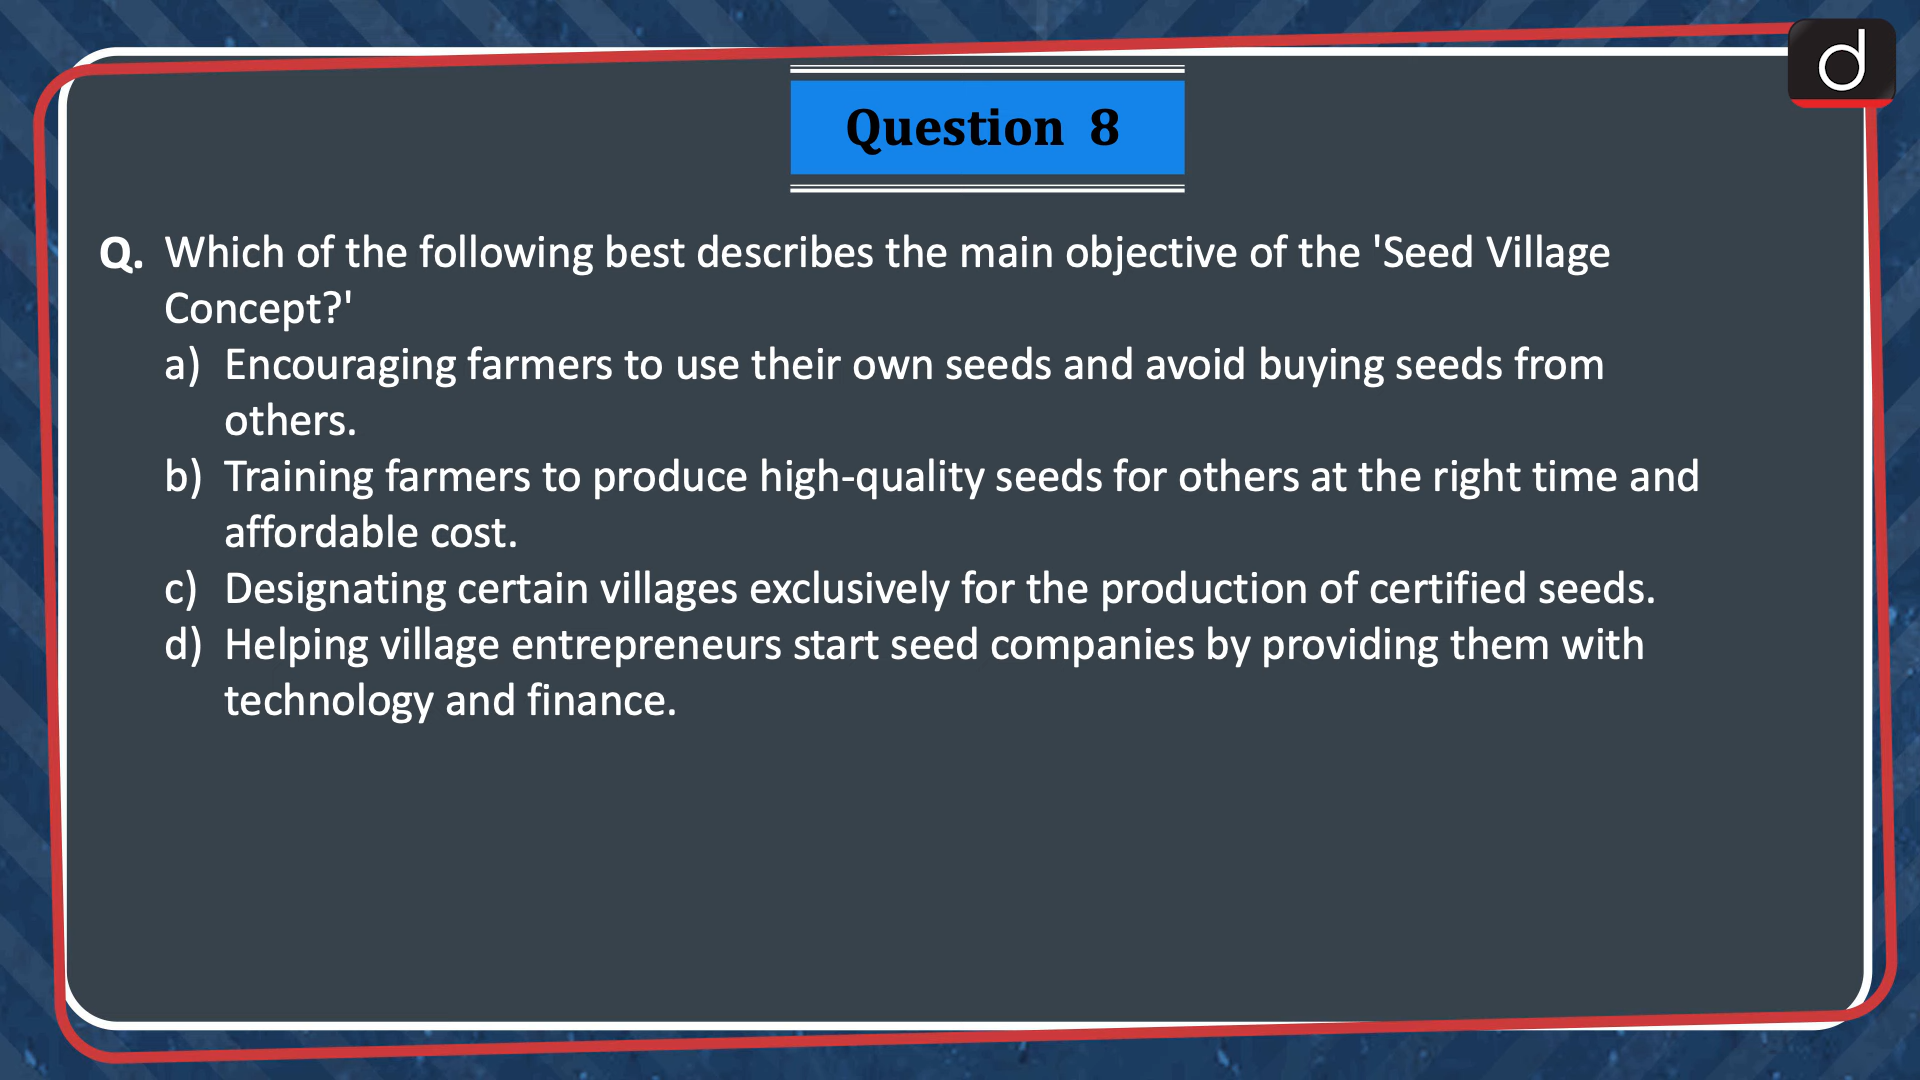 Question 8
Q. Which of the following best describes the main objective of the 'Seed Village
Concept?'
a) Encouraging farmers to use their own seeds and avoid buying seeds from
others.
b) Training farmers to produce high-quality seeds for others at the right time and
affordable cost.
c) Designating certain villages exclusively for the production of certified seeds.
d) Helping village entrepreneurs start seed companies by providing them with
technology and finance.
d